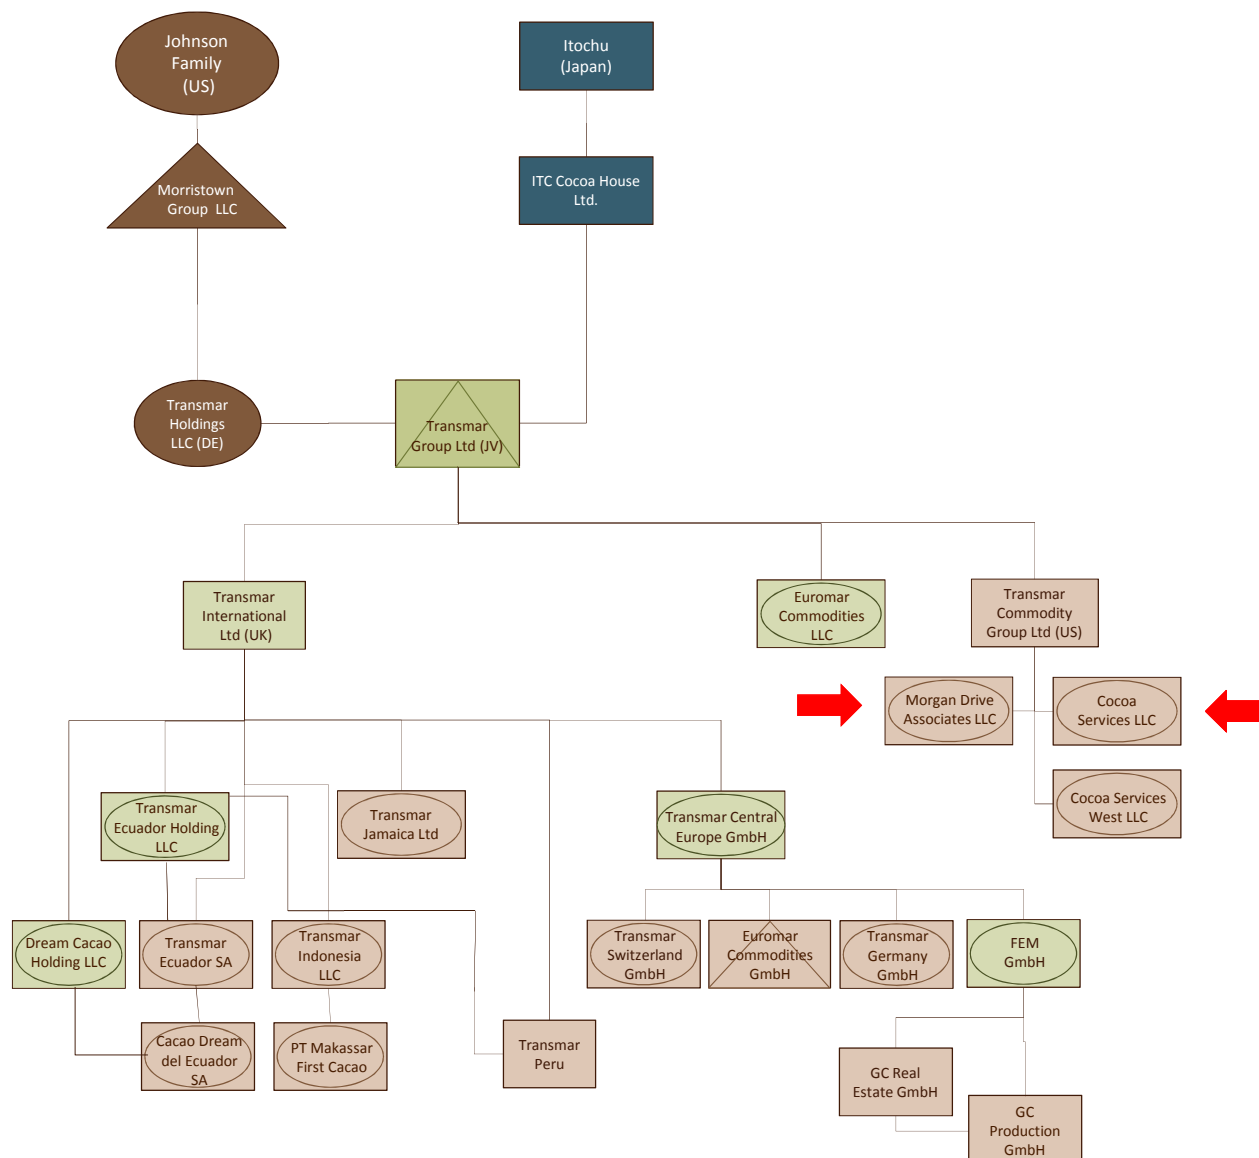 Johnson
Family
(US)
Itochu
(Japan)
Morristown
Group LLC
ITC Cocoa House
Ltd.
Transmar
Holdings
LLC (DE)
Transmar
Group Ltd (JV)
Transmar
International
Ltd (UK)
Euromar
Commodities
LLC
Transmar
Commodity
Group Ltd (US)
Morgan Drive
Associates LLC
Cocoa
Services LLC
Transmar
Ecuador Holding
LLC
Transmar
Jamaica Ltd
Transmar Central
Europe GmbH
Cocoa Services
West LLC
Dream Cacao
Holding LLC
Transmar
Ecuador SA
Transmar
Indonesia
LLC
Transmar
Switzerland
GmbH
Euromar
Commodities
GmbH
Transmar
Germany
GmbH
FEM
GmbH
Cacao Dream
del Ecuador
SA
PT Makassar
First Cacao
Transmar
Peru
GC Real
Estate GmbH
GC
Production
GmbH